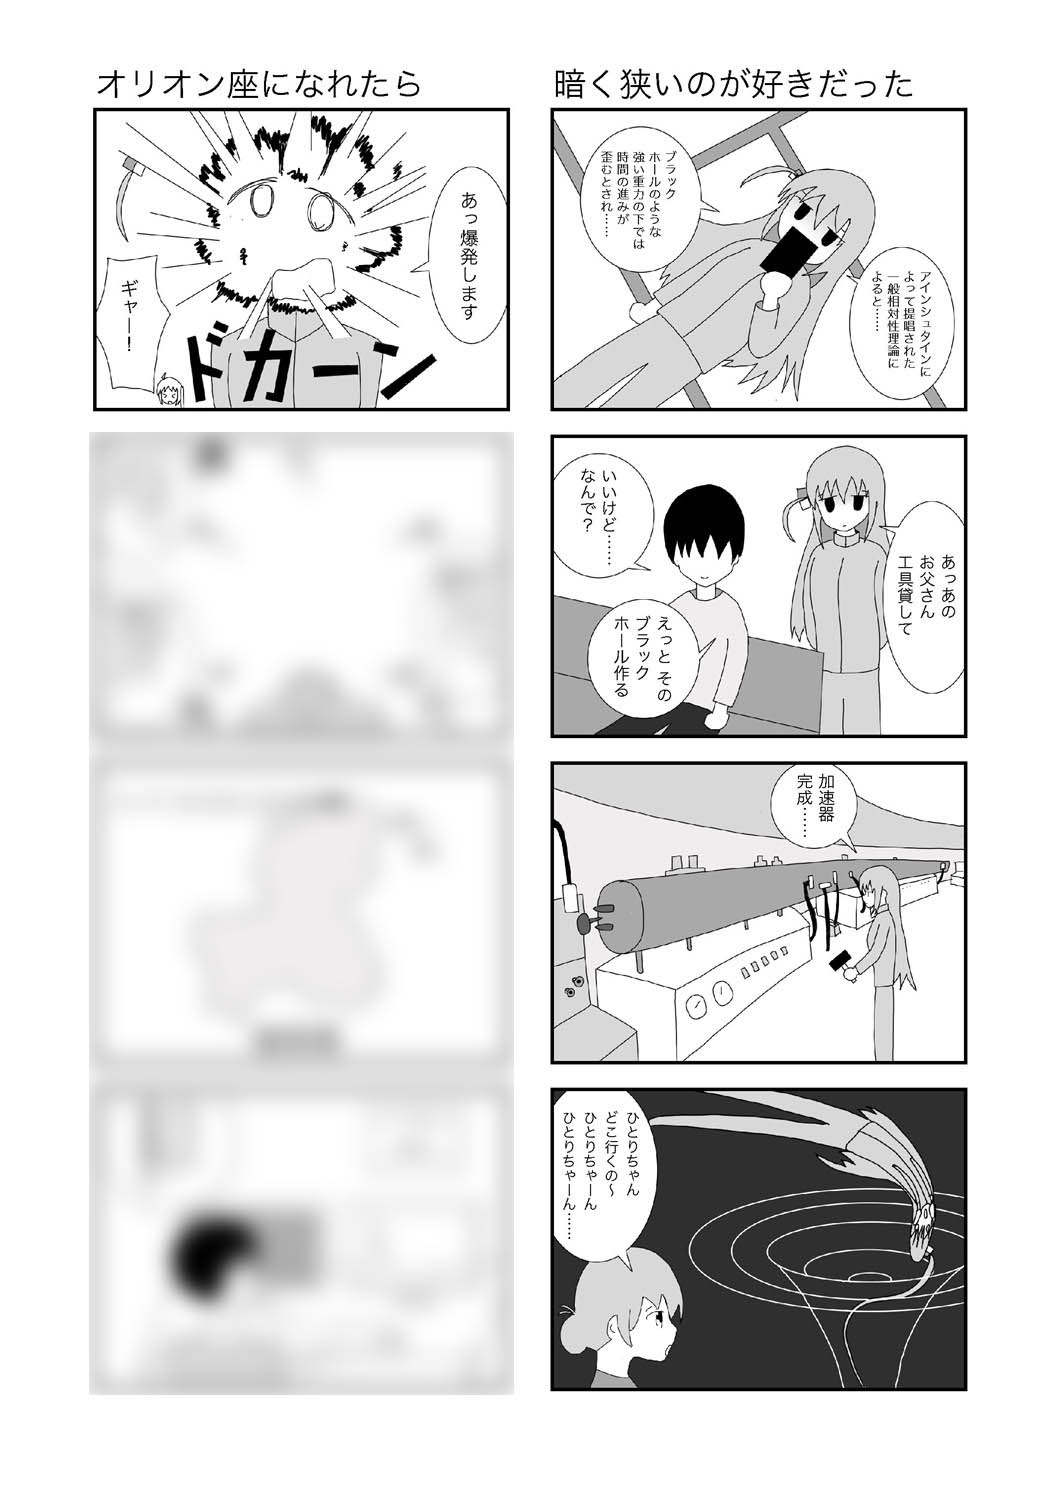 暗く狭いのが好きだった
アインシュタインに
よって提唱された
一般相対性理論に
よると……
ブラック
ホールのような
強い重力の下では
時間の進みが
歪むとされ……
あっあの
お父さん
工具貸して
いいけど……
なんで？
えっと その
ブラック
ホール作る
加速器
完成……
ひとりちゃん
どこ行くの〜
ひとりちゃーん
ひとりちゃーん……
オリオン座になれたら
あっ爆発します
ドカーン
ギャー！